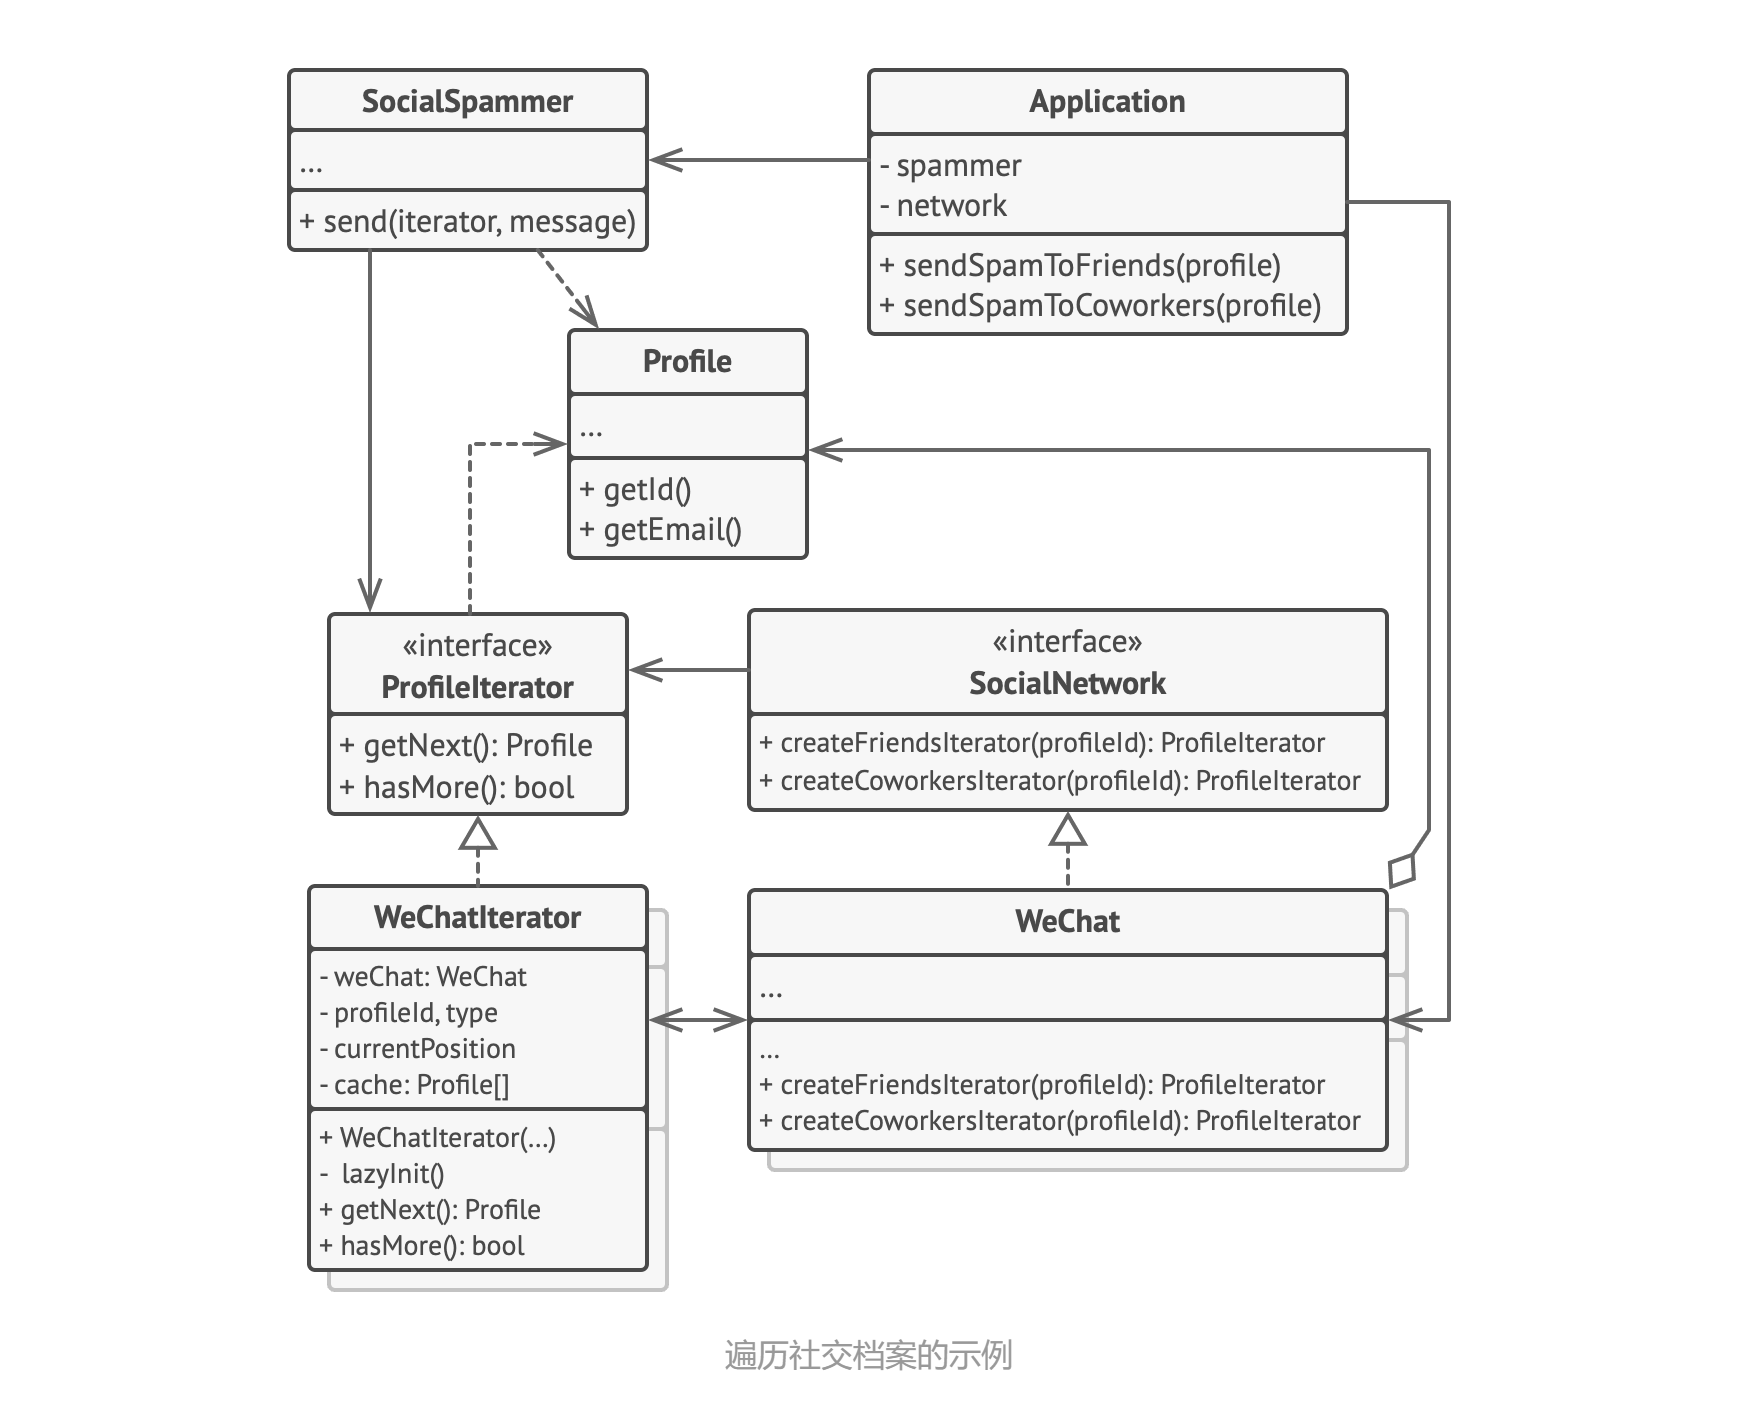 SocialSpammer
...
+ send(iterator, message)
Application
- spammer
- network
+ sendSpamToFriends(profile)
+ sendSpamToCoworkers(profile)
Profile
...
+ getId()
+ getEmail()
«interface»
ProfileIterator
+ getNext(): Profile
+ hasMore(): bool
«interface»
SocialNetwork
+ createFriendsIterator(profileId): ProfileIterator
+ createCoworkersIterator(profileId): ProfileIterator
WeChatIterator
- weChat: WeChat
- profileId, type
- currentPosition
- cache: Profile[]
+ WeChatIterator(...)
- lazyInit()
+ getNext(): Profile
+ hasMore(): bool
WeChat
...
...
+ createFriendsIterator(profileId): ProfileIterator
+ createCoworkersIterator(profileId): ProfileIterator
遍历社交档案的示例